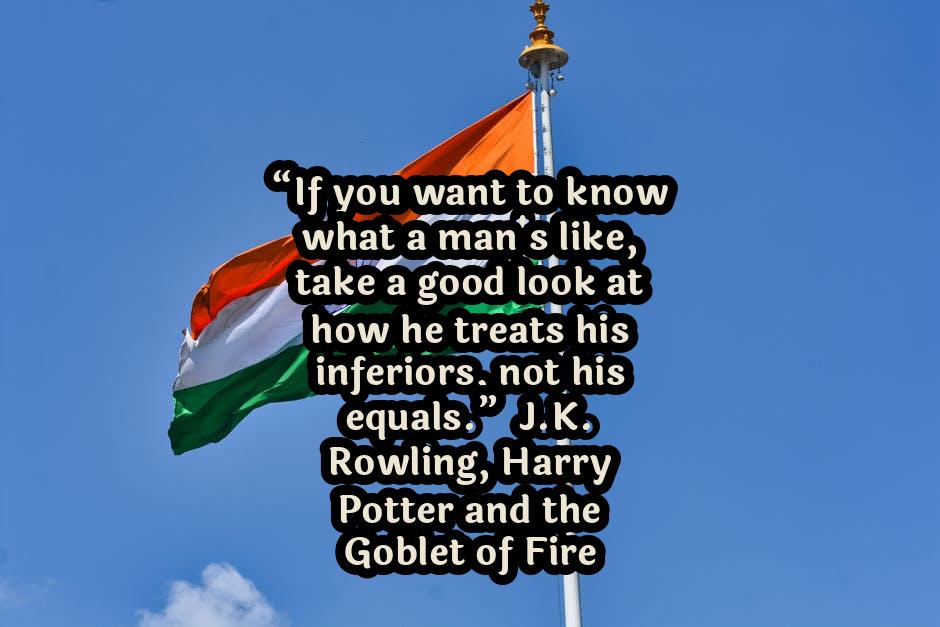 “If you want to know
what a man's like,
take a good look at
how he treats his
inferiors, not his
equals.” J.K.
Rowling, Harry
Potter and the
Goblet of Fire